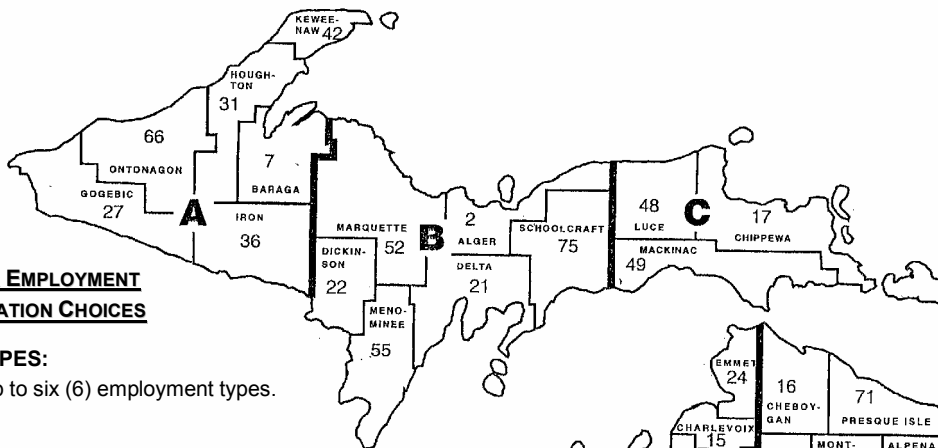 KEWEE-
NAW 42
HOUGH-
TON
31
66
ONTONAGON
7
BARAGA
GOGEBIC
27
A
IRON
36
MARQUETTE
52
B
2
ALGER
SCHOOLCRAFT
75
DICKIN-
SON
22
DELTA
21
MENO-
MINEE
55
48
LUCE
C
17
CHIPPEWA
MACKINAC
49
EMPLOYMENT
ATION CHOICES
PES:
o to six (6) employment types.
EMMET
24
16
CHEBOY-
GAN
71
PRESQUE ISLE
CHARLEVOIX
15
MONT-
ALPENA